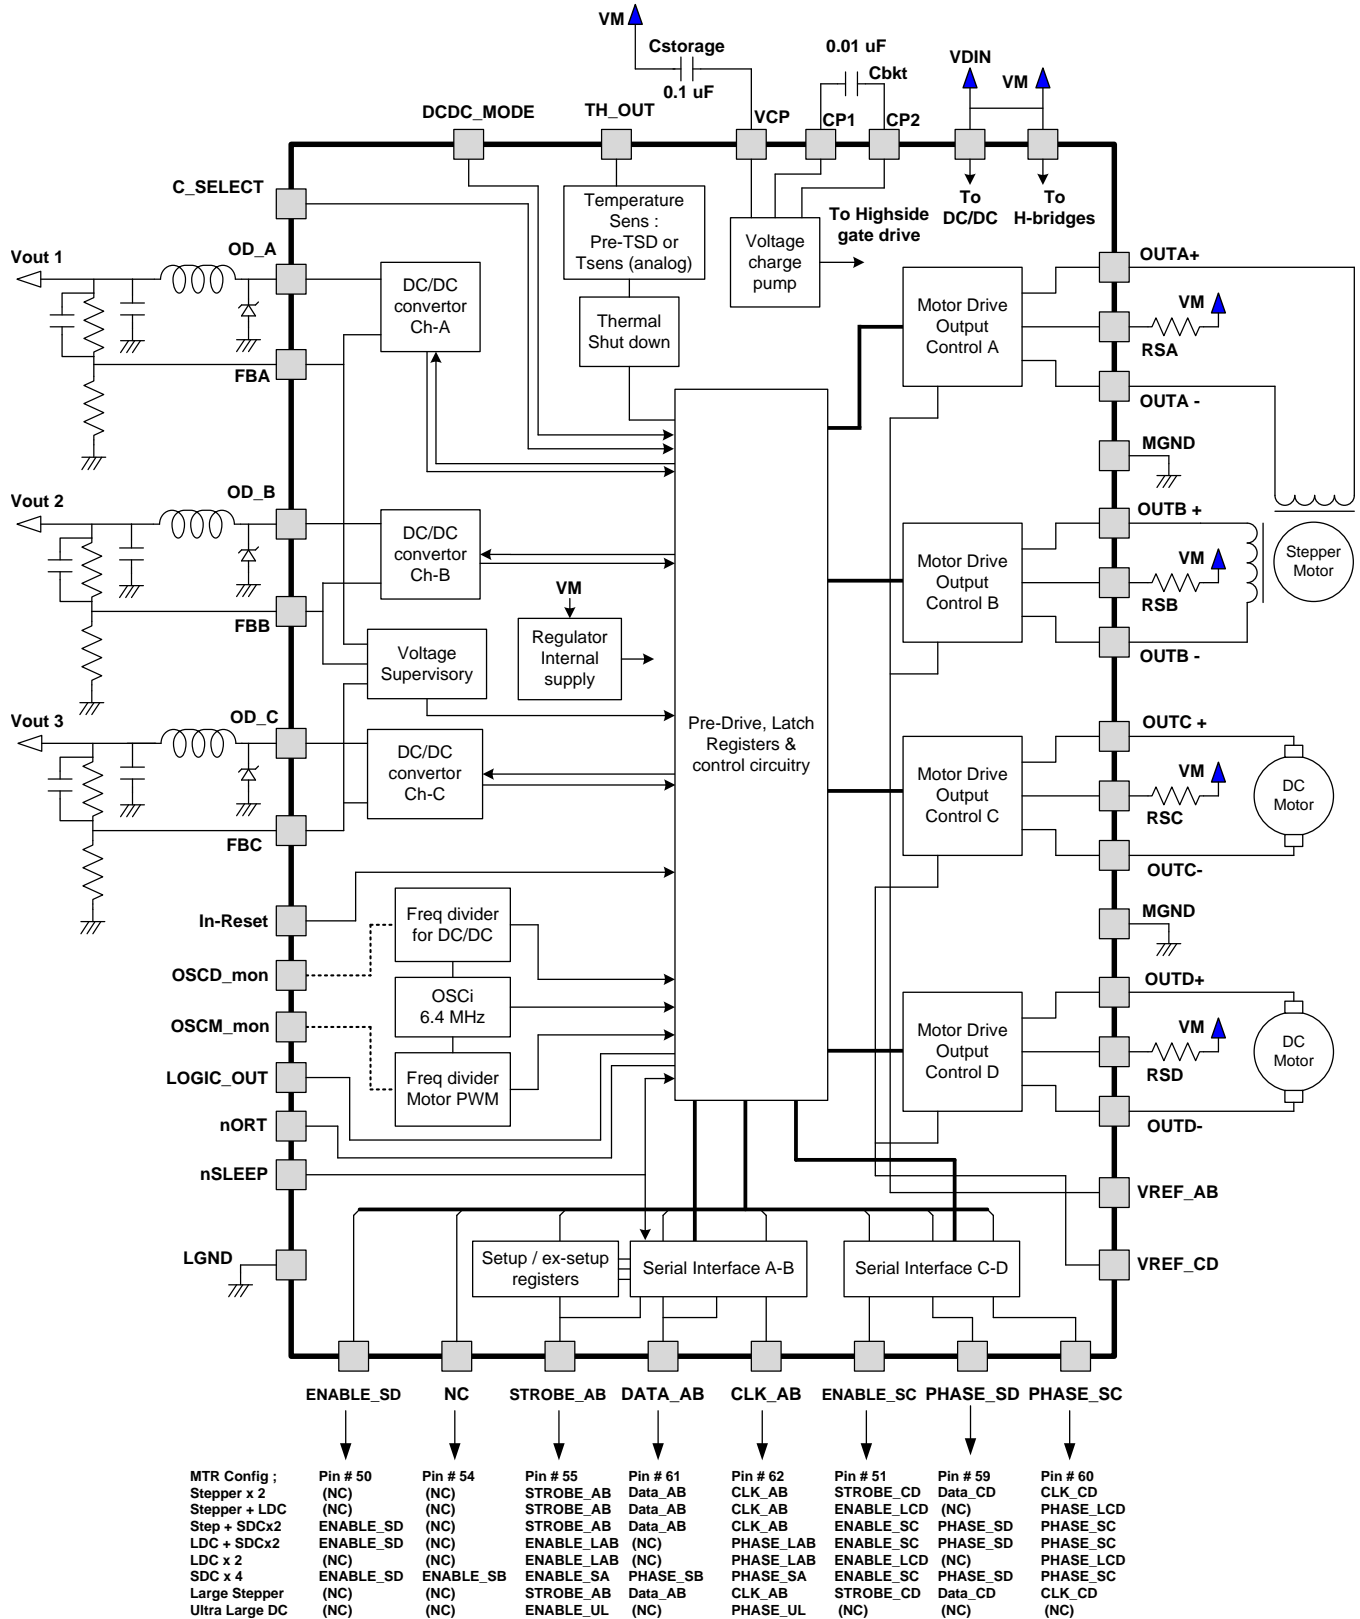 VM
Cstorage
0.1 uF
0.01 uF
Cbkt
VDIN
VM
DCDC_MODE
TH_OUT
VCP
CP1
CP2
C_SELECT
Temperature
Sens :
Pre-TSD or
Tsens (analog)
Thermal
Shut down
Voltage
charge
pump
To Highside
gate drive
To
DC/DC
To
H-bridges
Vout 1
OD_A
FBA
DC/DC
convertor
Ch-A
Motor Drive
Output
Control A
OUTA+
VM
RSA
OUTA -
MGND
Vout 2
OD_B
FBB
DC/DC
convertor
Ch-B
VM
Regulator
Internal
supply
Voltage
Supervisory
Motor Drive
Output
Control B
OUTB +
VM
RSB
OUTB -
Stepper
Motor
Vout 3
OD_C
FBC
DC/DC
convertor
Ch-C
Pre-Drive, Latch
Registers &
control circuitry
Motor Drive
Output
Control C
OUTC +
VM
RSC
OUTC-
DC
Motor
MGND
In-Reset
OSCD_mon
OSCM_mon
LOGIC_OUT
nORT
nSLEEP
LGND
Freq divider
for DC/DC
OSCi
6.4 MHz
Freq divider
Motor PWM
Motor Drive
Output
Control D
OUTD+
VM
RSD
OUTD-
DC
Motor
VREF_AB
VREF_CD
Setup / ex-setup
registers
Serial Interface A-B
Serial Interface C-D
ENABLE_SD NC STROBE_AB DATA_AB CLK_AB ENABLE_SC PHASE_SD PHASE_SC
MTR Config ; Pin # 50 Pin # 54 Pin # 55 Pin # 61 Pin # 62 Pin # 51 Pin # 59 Pin # 60
Stepper x 2 (NC) (NC) STROBE_AB Data_AB CLK_AB STROBE_CD Data_CD CLK_CD
Stepper + LDC (NC) (NC) STROBE_AB Data_AB CLK_AB ENABLE_LCD (NC) PHASE_LCD
Step + SDCx2 ENABLE_SD (NC) STROBE_AB Data_AB CLK_AB ENABLE_SC PHASE_SD PHASE_SC
LDC + SDCx2 ENABLE_SD (NC) ENABLE_LAB (NC) PHASE_LAB ENABLE_SC PHASE_SD PHASE_SC
LDC x 2 (NC) (NC) ENABLE_LAB (NC) PHASE_LAB ENABLE_LCD (NC) PHASE_LCD
SDC x 4 ENABLE_SD ENABLE_SB ENABLE_SA PHASE_SB PHASE_SA ENABLE_SC PHASE_SD PHASE_SC
Large Stepper (NC) (NC) STROBE_AB Data_AB CLK_AB STROBE_CD Data_CD CLK_CD
Ultra Large DC (NC) (NC) ENABLE_UL (NC) PHASE_UL (NC) (NC) (NC)